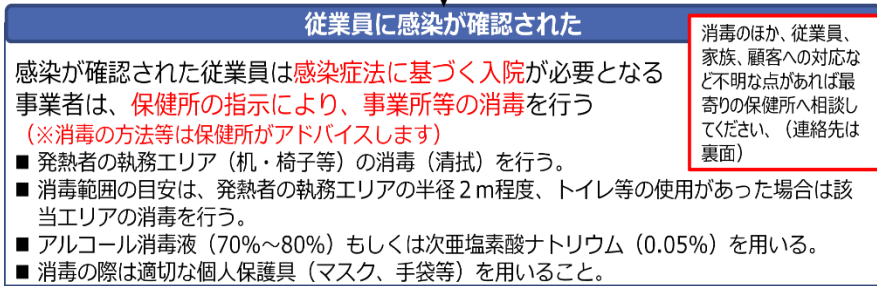 従業員に感染が確認された
感染が確認された従業員は感染症法に基づく入院が必要となる
事業者は、保健所の指示により、事業所等の消毒を行う
（※消毒の方法等は保健所がアドバイスします）
■ 発熱者の執務エリア（机・椅子等）の消毒（清拭）を行う。
■ 消毒範囲の目安は、発熱者の執務エリアの半径２ｍ程度、トイレ等の使用があった場合は該
当エリアの消毒を行う。
■ アルコール消毒液（70%～80%）もしくは次亜塩素酸ナトリウム（0.05%）を用いる。
■ 消毒の際は適切な個人保護具（マスク、手袋等）を用いること。
消毒のほか、従業員、
家族、顧客への対応な
ど不明な点があれば最
寄りの保健所へ相談し
てください、（連絡先は
裏面）